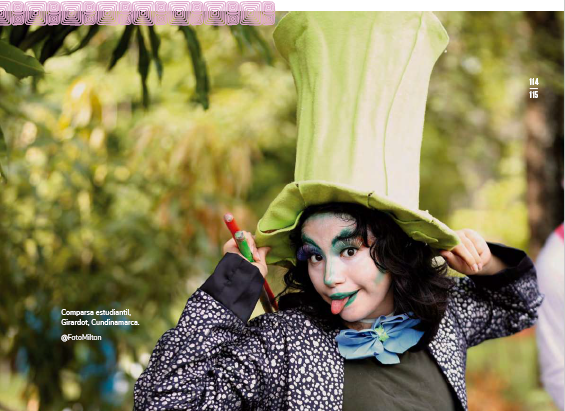 114
115
Comparsa estudiantil,
Girardot, Cundinamarca.
@FotoMilton